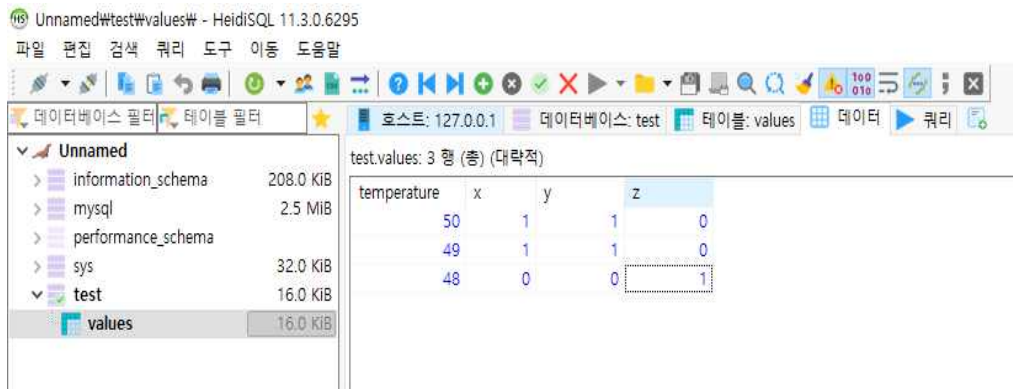 Unnamed₩test₩values₩ - HeidiSQL 11.3.0.6295
파일 편집 검색 쿼리 도구 이동 도움말
데이터베이스 필터 테이블 필터 호스트: 127.0.0.1 데이터베이스: test 테이블: values 데이터 쿼리
Unnamed test.values: 3 행 (총) (대략적)
information_schema 208.0 KiB
mysql 2.5 MiB
performance_schema
sys 32.0 KiB
test 16.0 KiB
values 16.0 KiB
temperature x y z
50 1 1 0
49 1 1 0
48 0 0 1